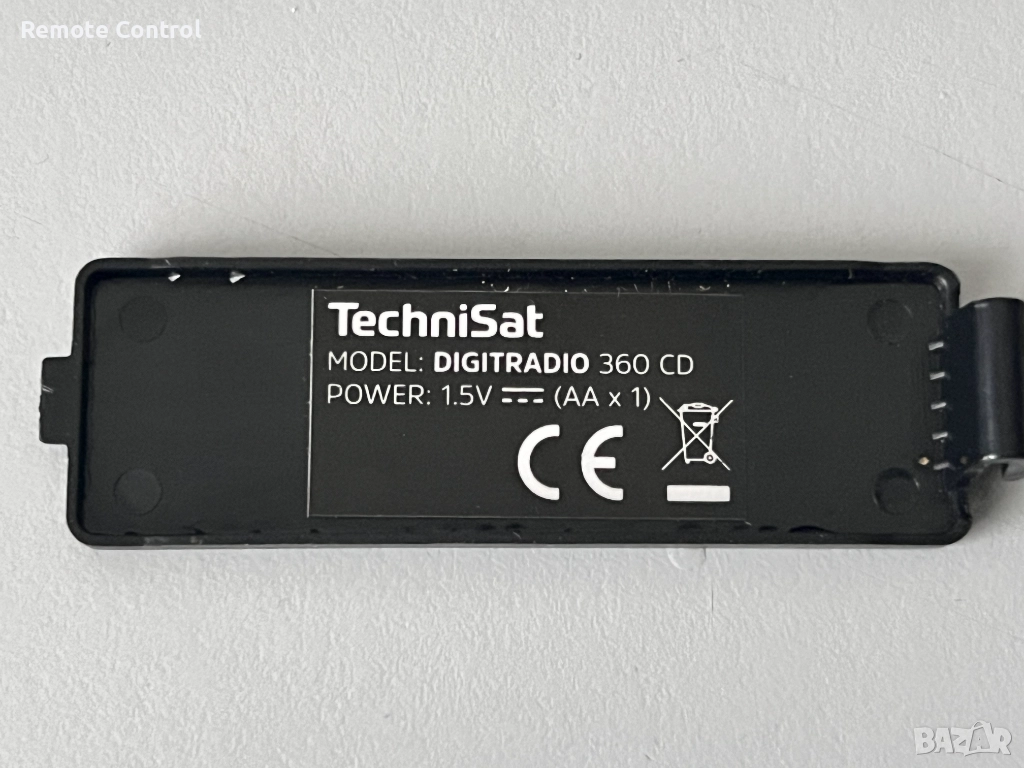 Remote Control
TechniSat
MODEL: DIGITRADIO 360 CD
POWER: 1.5V ⎓ (AA x 1)
CE
BAZAR